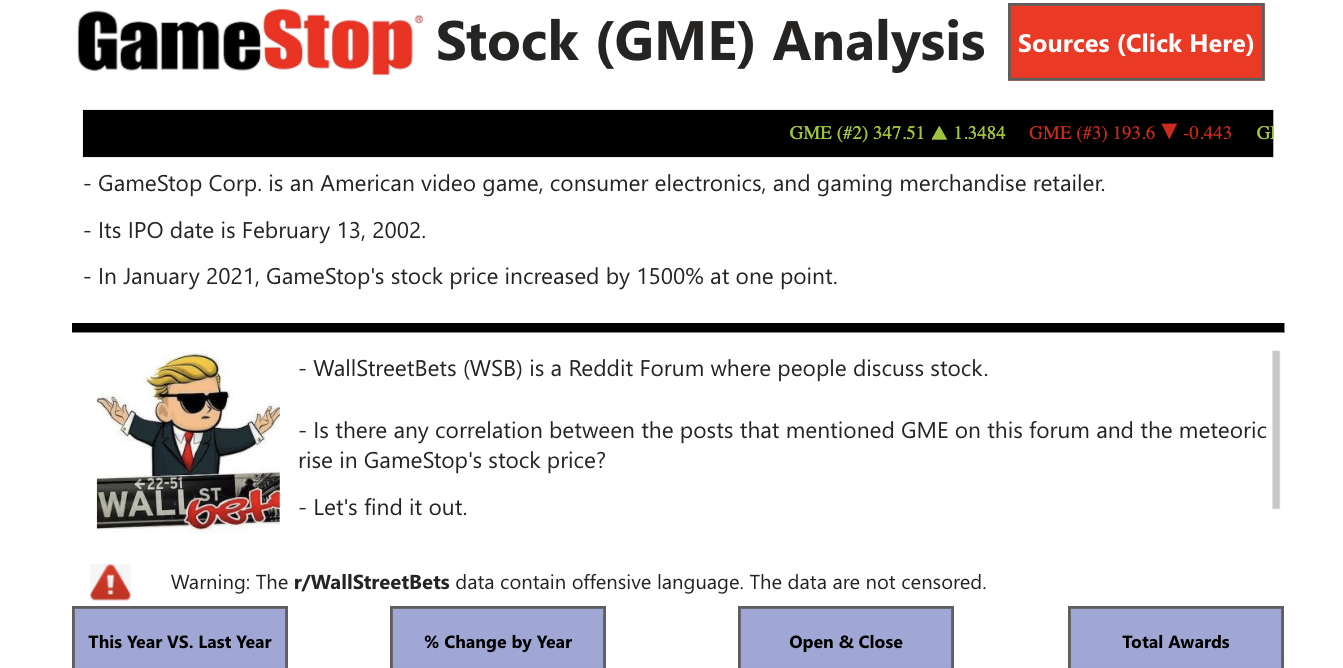 GameStop® Stock (GME) Analysis
Sources (Click Here)
GME (#2) 347.51 ▲ 1.3484 GME (#3) 193.6 ▼ -0.443
- GameStop Corp. is an American video game, consumer electronics, and gaming merchandise retailer.
- Its IPO date is February 13, 2002.
- In January 2021, GameStop's stock price increased by 1500% at one point.
- WallStreetBets (WSB) is a Reddit Forum where people discuss stock.
- Is there any correlation between the posts that mentioned GME on this forum and the meteoric
rise in GameStop's stock price?
- Let's find it out.
←22-51
WALL ST
bets
Warning: The r/WallStreetBets data contain offensive language. The data are not censored.
This Year VS. Last Year
% Change by Year
Open & Close
Total Awards